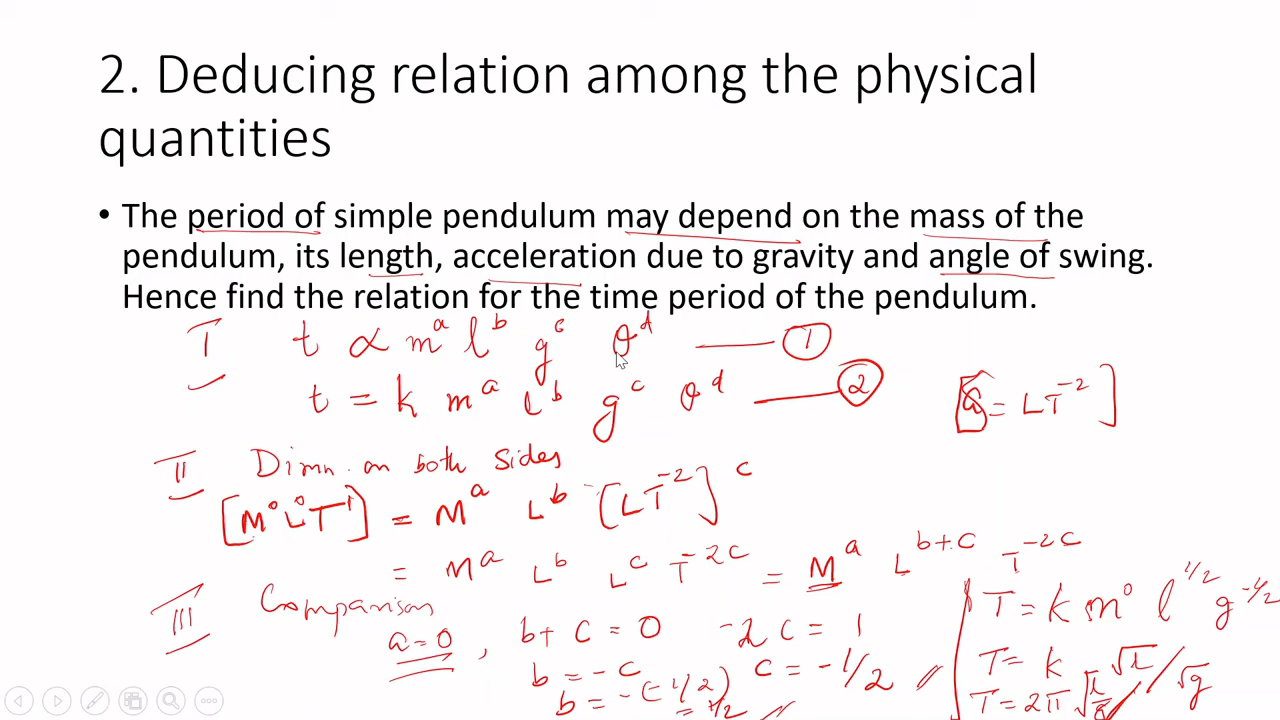 2. Deducing relation among the physical
quantities
• The period of simple pendulum may depend on the mass of the
pendulum, its length, acceleration due to gravity and angle of swing.
Hence find the relation for the time period of the pendulum.
I t ∝ m^a l^b g^c θ^d —— ①
t = k m^a l^b g^c θ^d —— ②
[a = LT^-2]
II Dimn. on both sides
[M^0 L^0 T^1] = M^a L^b [LT^-2]^c
= M^a L^b L^c T^-2c = M^a L^b+c T^-2c
III Comparison
a = 0, b + c = 0 -2c = 1
b = -c c = -1/2
b = -(-1/2) = +1/2
T = k m^0 l^1/2 g^-1/2
T = k √l / √g
T = 2π √l/g